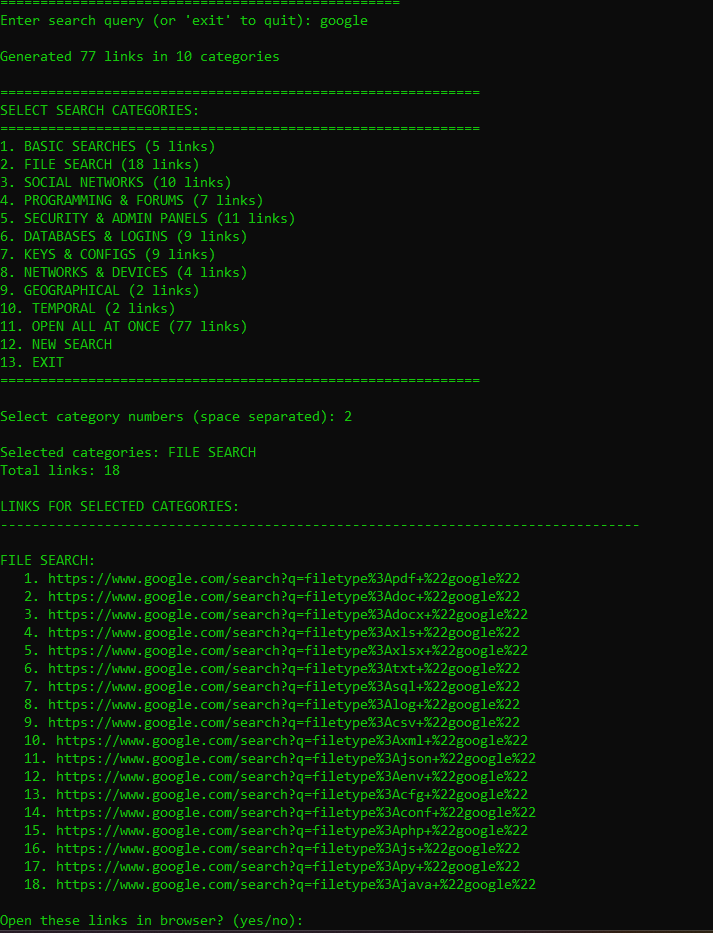 ==================================================
Enter search query (or 'exit' to quit): google
Generated 77 links in 10 categories
============================================================
SELECT SEARCH CATEGORIES:
============================================================
1. BASIC SEARCHES (5 links)
2. FILE SEARCH (18 links)
3. SOCIAL NETWORKS (10 links)
4. PROGRAMMING & FORUMS (7 links)
5. SECURITY & ADMIN PANELS (11 links)
6. DATABASES & LOGINS (9 links)
7. KEYS & CONFIGS (9 links)
8. NETWORKS & DEVICES (4 links)
9. GEOGRAPHICAL (2 links)
10. TEMPORAL (2 links)
11. OPEN ALL AT ONCE (77 links)
12. NEW SEARCH
13. EXIT
============================================================
Select category numbers (space separated): 2
Selected categories: FILE SEARCH
Total links: 18
LINKS FOR SELECTED CATEGORIES:
--------------------------------------------------------------------------------
FILE SEARCH:
1. https://www.google.com/search?q=filetype%3Apdf+%22google%22
2. https://www.google.com/search?q=filetype%3Adoc+%22google%22
3. https://www.google.com/search?q=filetype%3Adocx+%22google%22
4. https://www.google.com/search?q=filetype%3Axls+%22google%22
5. https://www.google.com/search?q=filetype%3Axlsx+%22google%22
6. https://www.google.com/search?q=filetype%3Atxt+%22google%22
7. https://www.google.com/search?q=filetype%3Asql+%22google%22
8. https://www.google.com/search?q=filetype%3Alog+%22google%22
9. https://www.google.com/search?q=filetype%3Acsv+%22google%22
10. https://www.google.com/search?q=filetype%3Axml+%22google%22
11. https://www.google.com/search?q=filetype%3Ajson+%22google%22
12. https://www.google.com/search?q=filetype%3Aenv+%22google%22
13. https://www.google.com/search?q=filetype%3Acfg+%22google%22
14. https://www.google.com/search?q=filetype%3Aconf+%22google%22
15. https://www.google.com/search?q=filetype%3Aphp+%22google%22
16. https://www.google.com/search?q=filetype%3Ajs+%22google%22
17. https://www.google.com/search?q=filetype%3Apy+%22google%22
18. https://www.google.com/search?q=filetype%3Ajava+%22google%22
Open these links in browser? (yes/no):